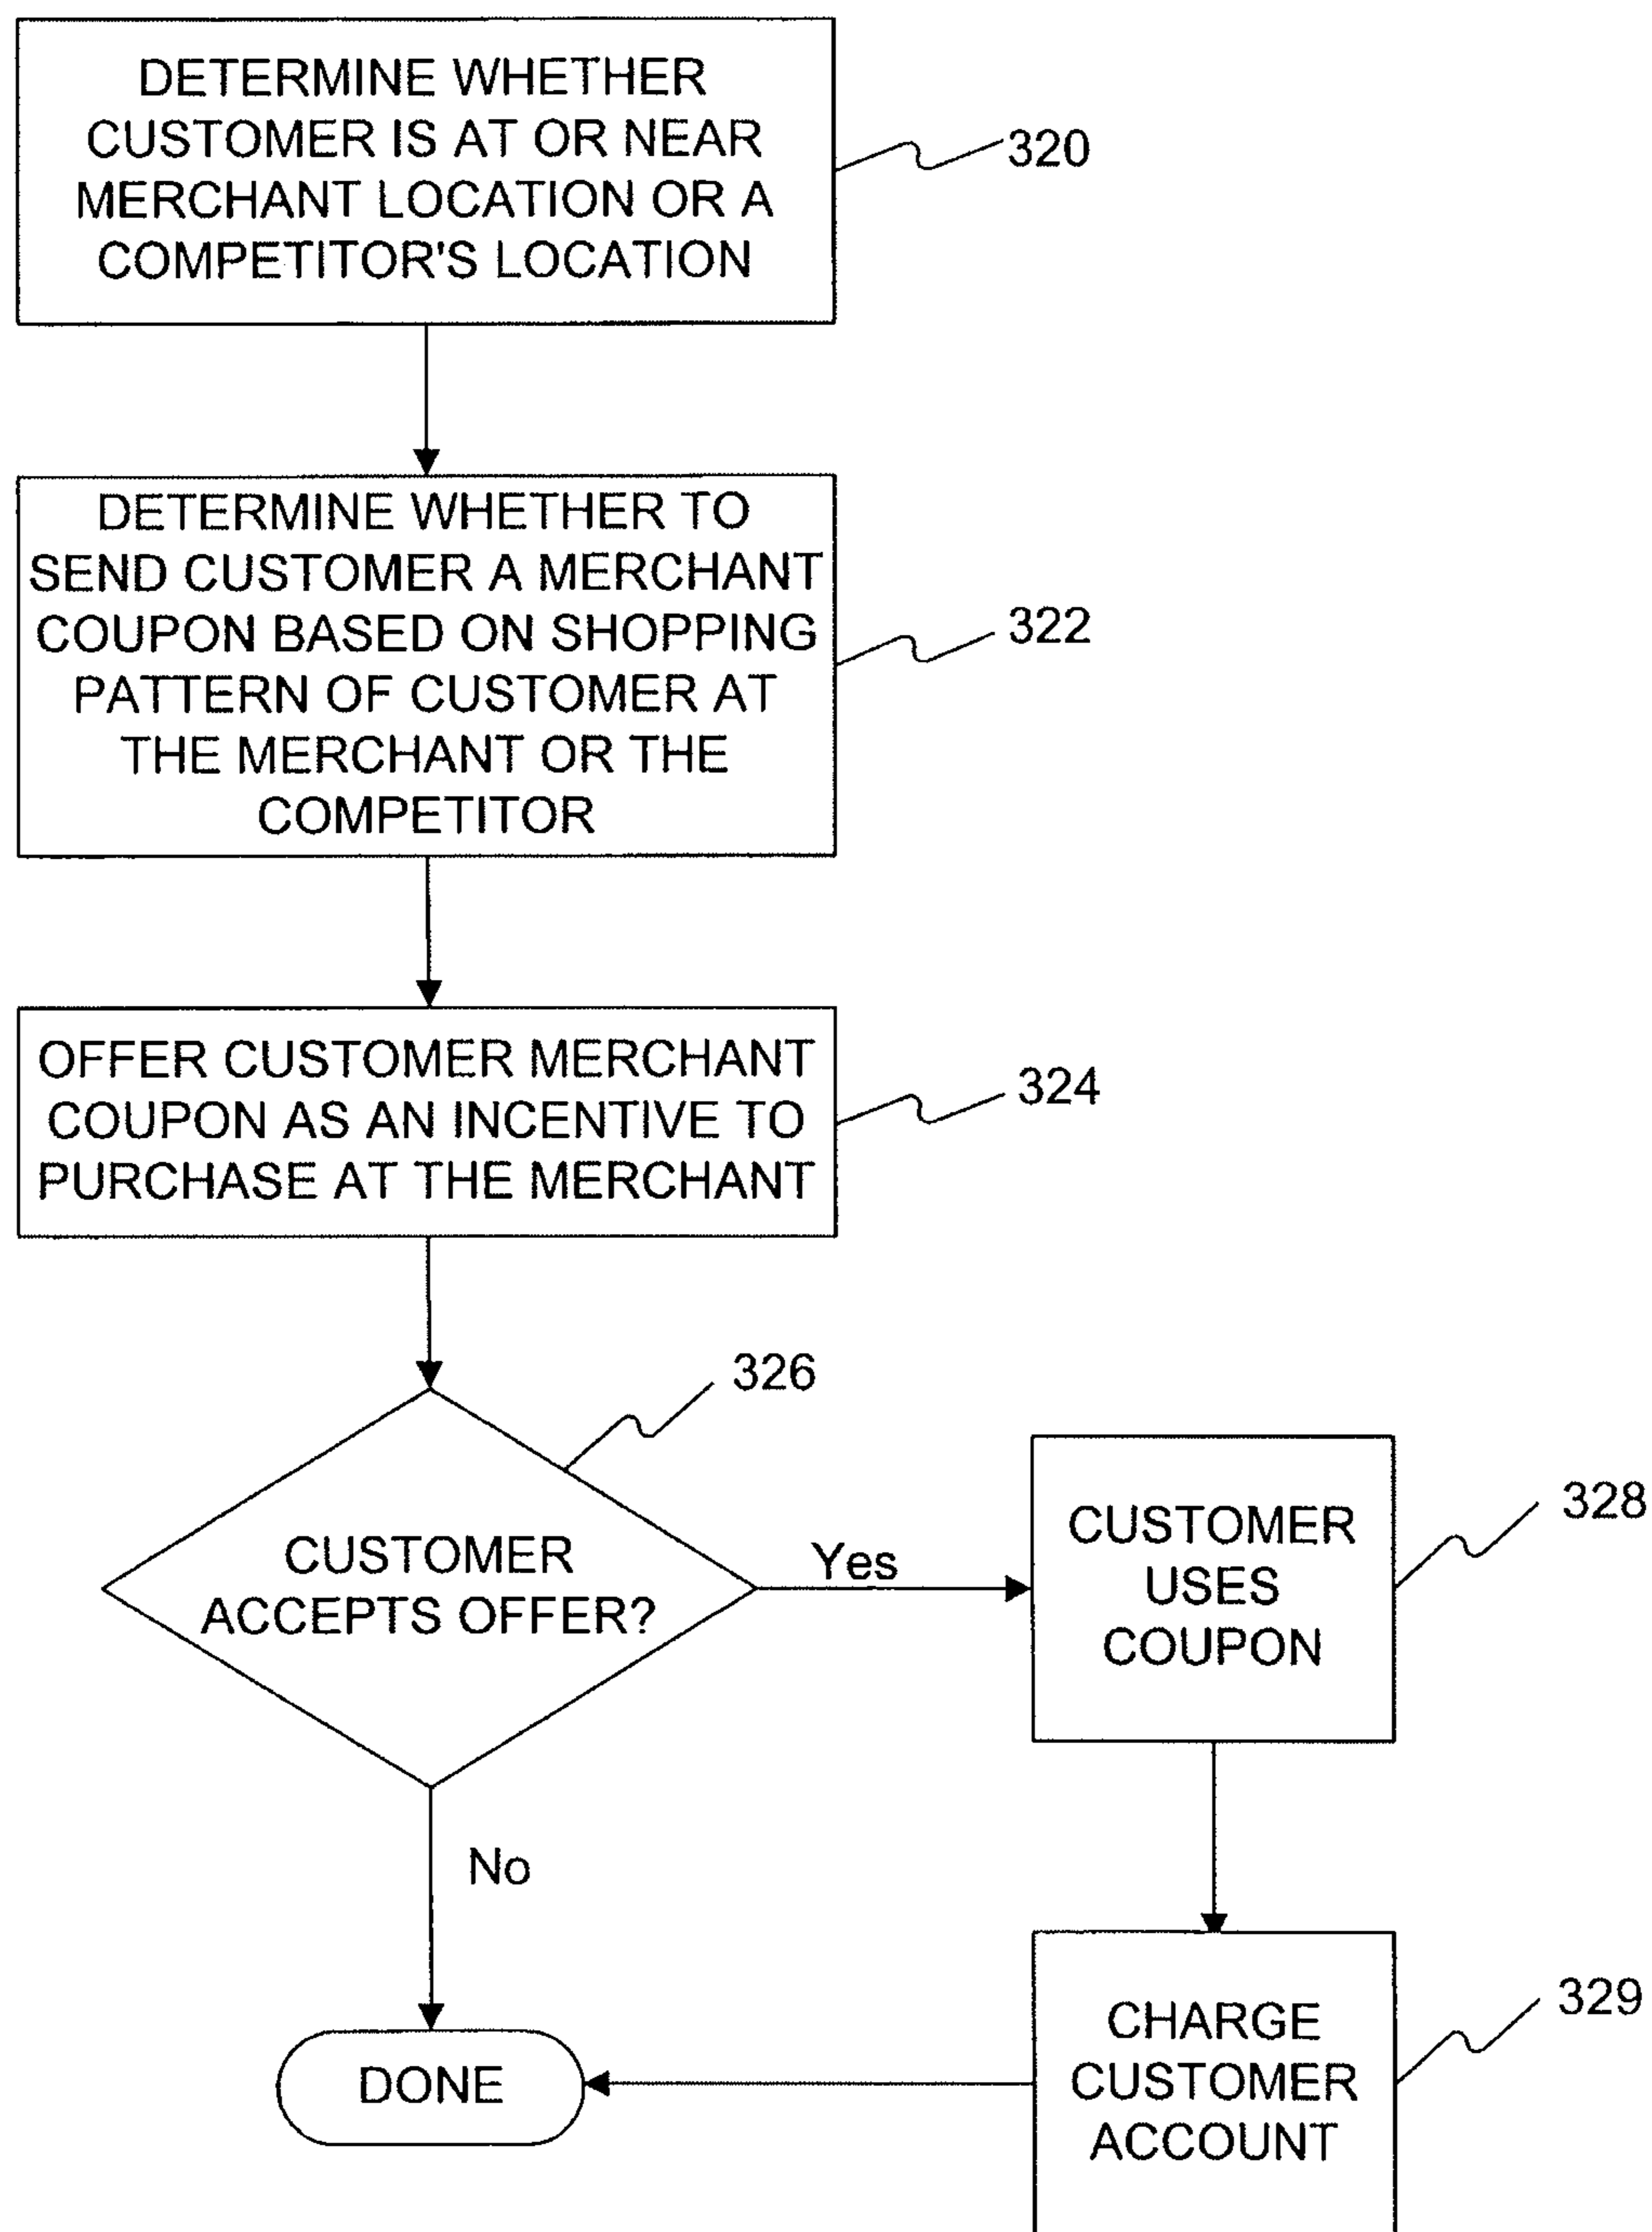 DETERMINE WHETHER
CUSTOMER IS AT OR NEAR
MERCHANT LOCATION OR A
COMPETITOR'S LOCATION
320
DETERMINE WHETHER TO
SEND CUSTOMER A MERCHANT
COUPON BASED ON SHOPPING
PATTERN OF CUSTOMER AT
THE MERCHANT OR THE
COMPETITOR
322
OFFER CUSTOMER MERCHANT
COUPON AS AN INCENTIVE TO
PURCHASE AT THE MERCHANT
324
326
CUSTOMER
ACCEPTS OFFER?
Yes
CUSTOMER
USES
COUPON
328
No
DONE
CHARGE
CUSTOMER
ACCOUNT
329